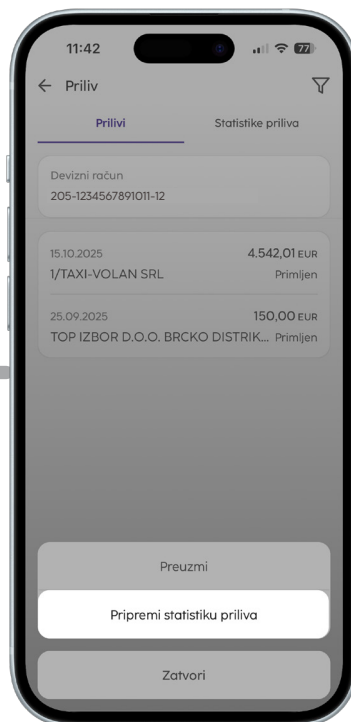 11:42
77
Priliv
Prilivi
Statistike priliva
Devizni račun
205-1234567891011-12
15.10.2025 4.542,01 EUR
1/TAXI-VOLAN SRL Primljen
25.09.2025 150,00 EUR
TOP IZBOR D.O.O. BRCKO DISTRIK... Primljen
Preuzmi
Pripremi statistiku priliva
Zatvori